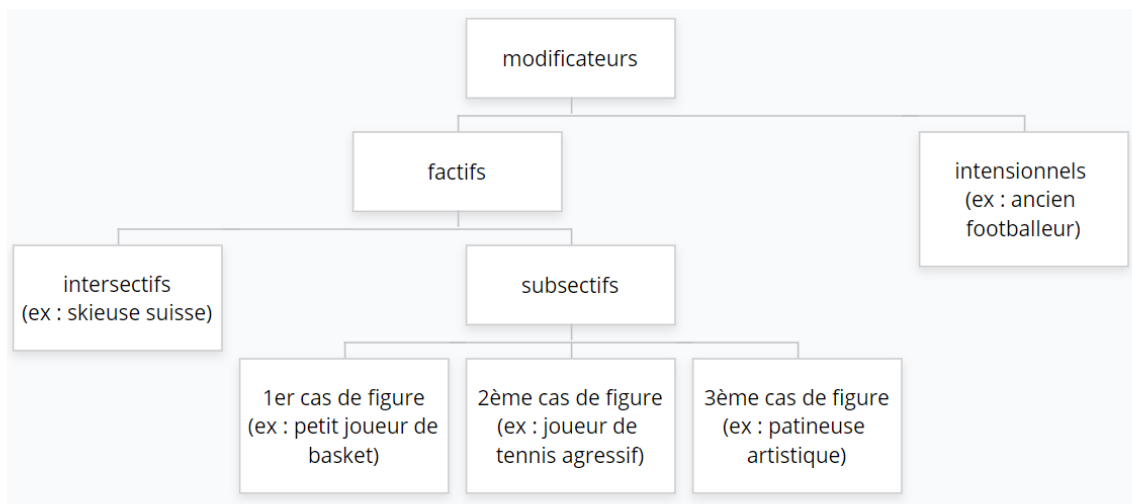 modificateurs
factifs
intensionnels
(ex : ancien
footballeur)
intersectifs
(ex : skieuse suisse)
subsectifs
1er cas de figure
(ex : petit joueur de
basket)
2ème cas de figure
(ex : joueur de
tennis agressif)
3ème cas de figure
(ex : patineuse
artistique)